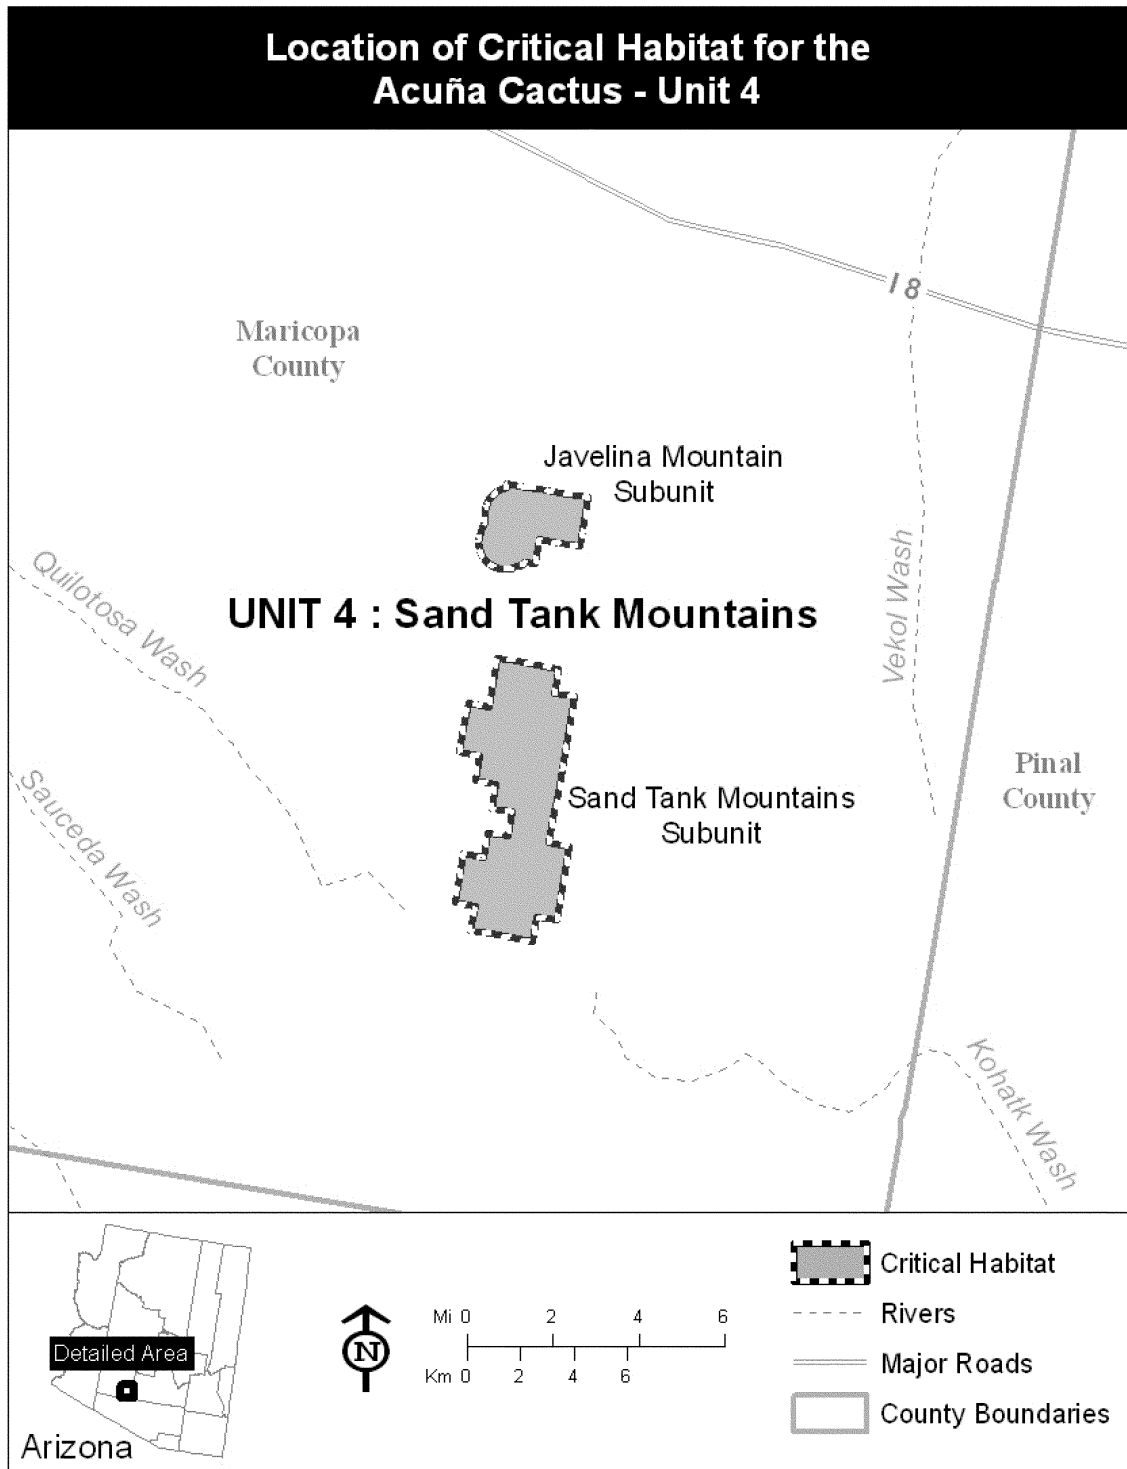 Location of Critical Habitat for the
Acuña Cactus - Unit 4
I 8
Maricopa
County
Javelina Mountain
Subunit
Quilotosa Wash
UNIT 4 : Sand Tank Mountains
Vekol Wash
Sauceda Wash
Sand Tank Mountains
Subunit
Pinal
County
Kohatk Wash
Detailed Area
Arizona
N
Mi 0 2 4 6
Km 0 2 4 6
Critical Habitat
Rivers
Major Roads
County Boundaries